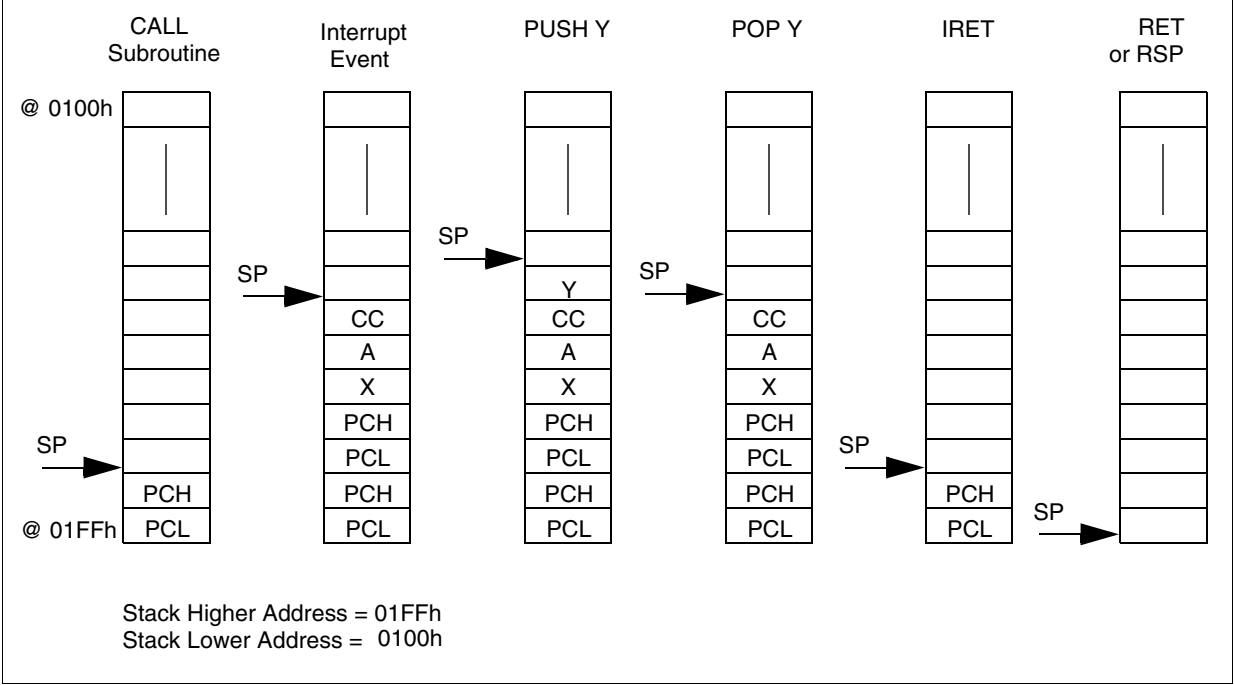 CALL
Subroutine
Interrupt
Event
PUSH Y
POP Y
IRET
RET
or RSP
@ 0100h
SP
PCH
@ 01FFh
PCL
SP
CC
A
X
PCH
PCL
PCH
PCL
SP
Y
CC
A
X
PCH
PCL
PCH
PCL
SP
CC
A
X
PCH
PCL
PCH
PCL
SP
PCH
PCL
SP
Stack Higher Address = 01FFh
Stack Lower Address = 0100h